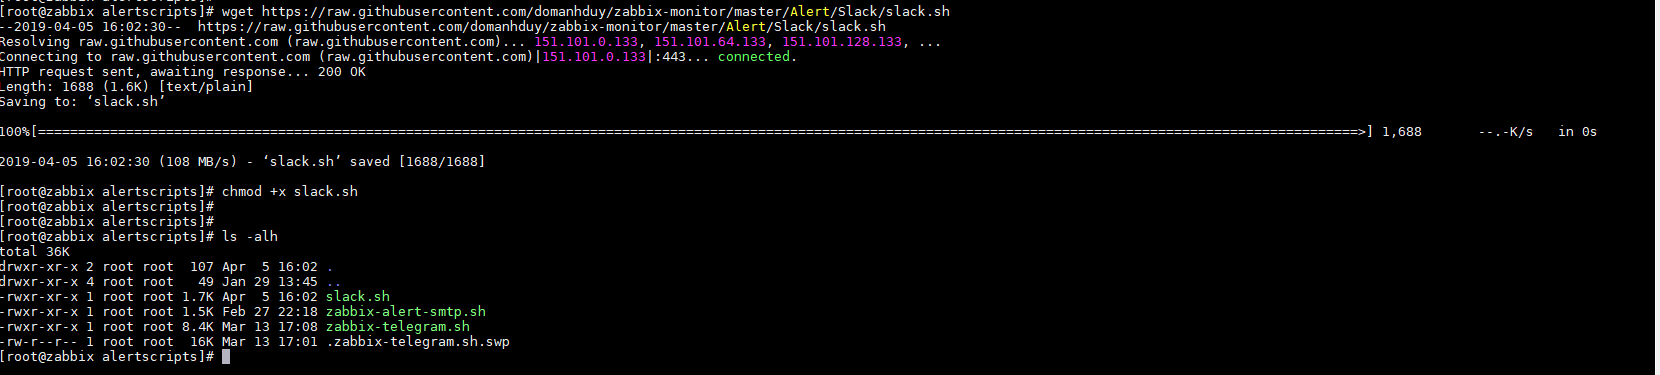 [root@zabbix alertscripts]# wget https://raw.githubusercontent.com/domanhduy/zabbix-monitor/master/Alert/Slack/slack.sh
--2019-04-05 16:02:30--  https://raw.githubusercontent.com/domanhduy/zabbix-monitor/master/Alert/Slack/slack.sh
Resolving raw.githubusercontent.com (raw.githubusercontent.com)... 151.101.0.133, 151.101.64.133, 151.101.128.133, ...
Connecting to raw.githubusercontent.com (raw.githubusercontent.com)|151.101.0.133|:443... connected.
HTTP request sent, awaiting response... 200 OK
Length: 1688 (1.6K) [text/plain]
Saving to: ‘slack.sh’
100%[=====================================================================================================================================================================>] 1,688       --.-K/s   in 0s
2019-04-05 16:02:30 (108 MB/s) - ‘slack.sh’ saved [1688/1688]
[root@zabbix alertscripts]# chmod +x slack.sh
[root@zabbix alertscripts]#
[root@zabbix alertscripts]#
[root@zabbix alertscripts]# ls -alh
total 36K
drwxr-xr-x 2 root root  107 Apr  5 16:02 .
drwxr-xr-x 4 root root   49 Jan 29 13:45 ..
-rwxr-xr-x 1 root root 1.7K Apr  5 16:02 slack.sh
-rwxr-xr-x 1 root root 1.5K Feb 27 22:18 zabbix-alert-smtp.sh
-rwxr-xr-x 1 root root 8.4K Mar 13 17:08 zabbix-telegram.sh
-rw-r--r-- 1 root root  16K Mar 13 17:01 .zabbix-telegram.sh.swp
[root@zabbix alertscripts]#